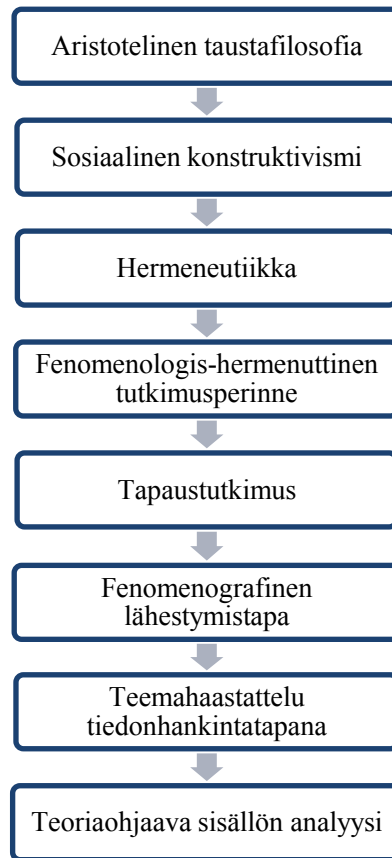 Aristotelinen taustafilosofia
Sosiaalinen konstruktivismi
Hermeneutiikka
Fenomenologis-hermenuttinen
tutkimusperinne
Tapaustutkimus
Fenomenografinen
lähestymistapa
Teemahaastattelu
tiedonhankintatapana
Teoriaohjaava sisällön analyysi